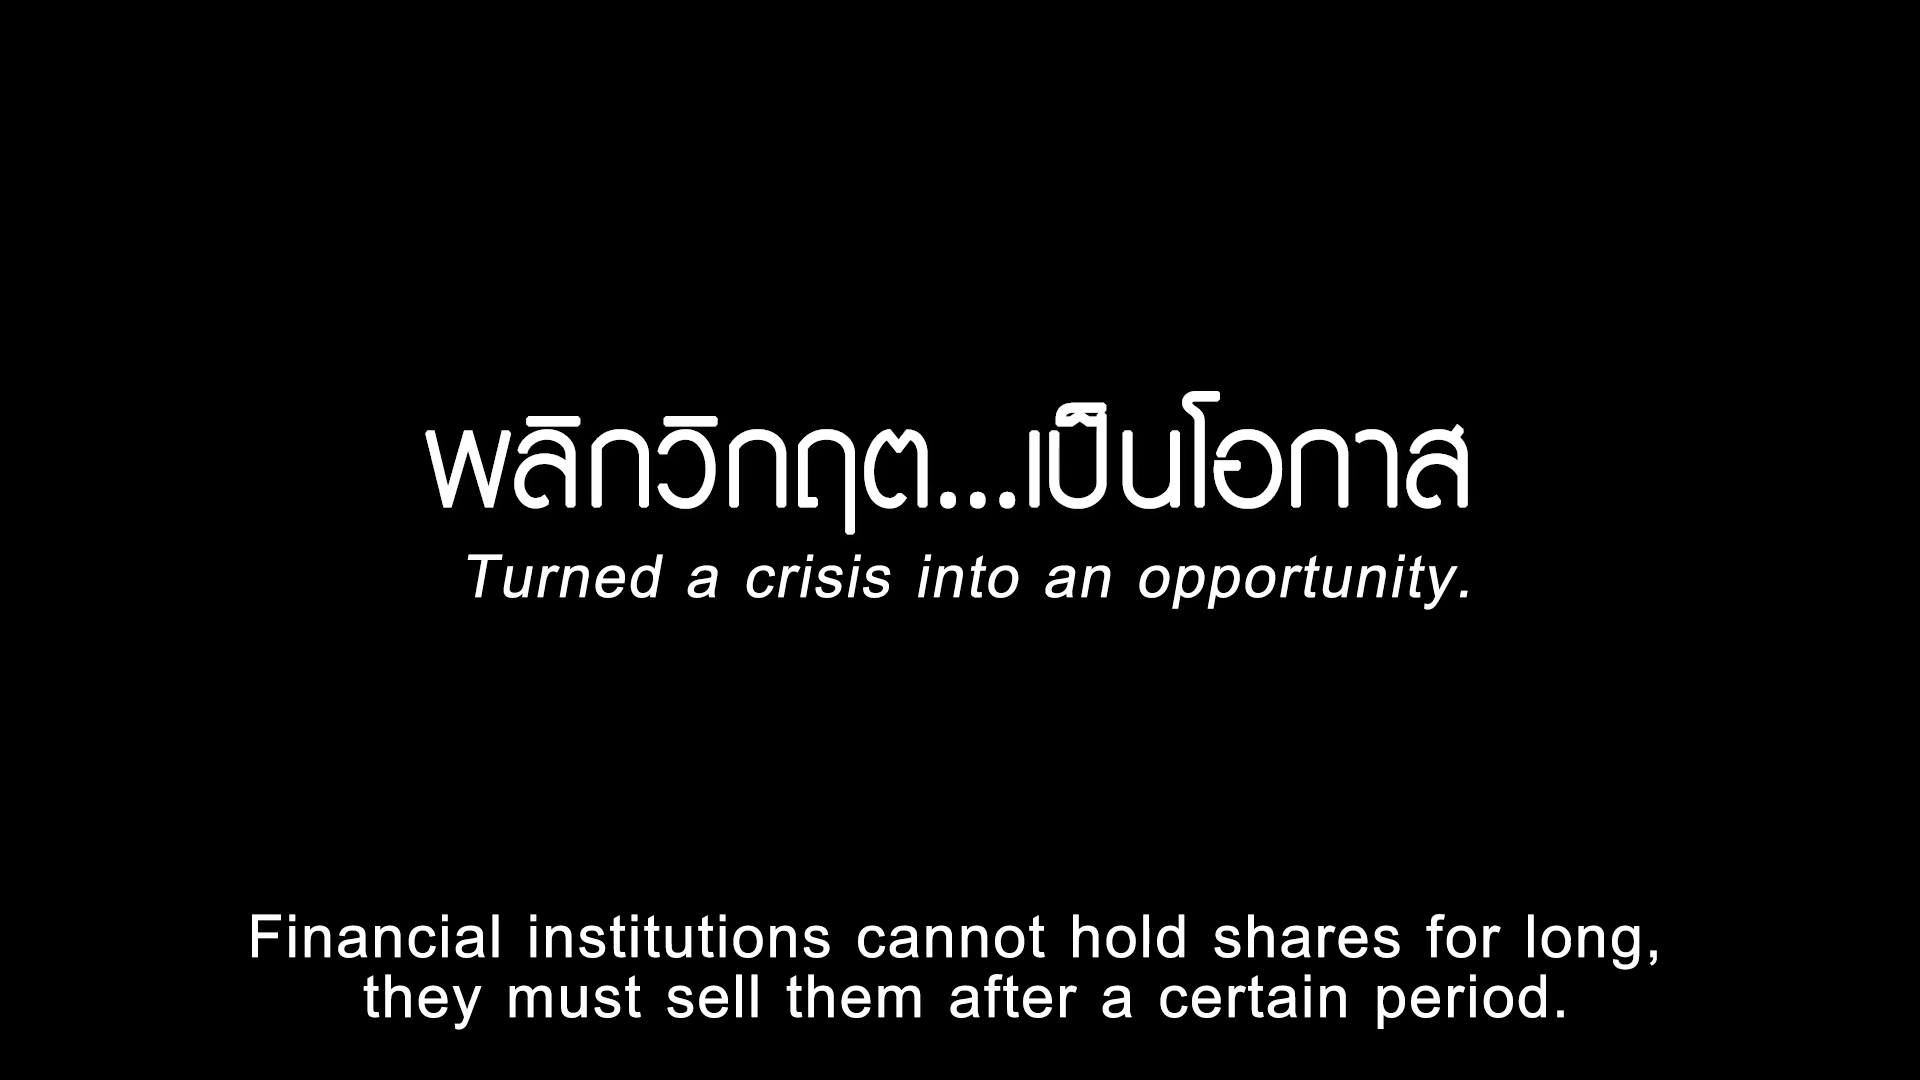 พลิกวิกฤต...เป็นโอกาส
Turned a crisis into an opportunity.
Financial institutions cannot hold shares for long,
they must sell them after a certain period.